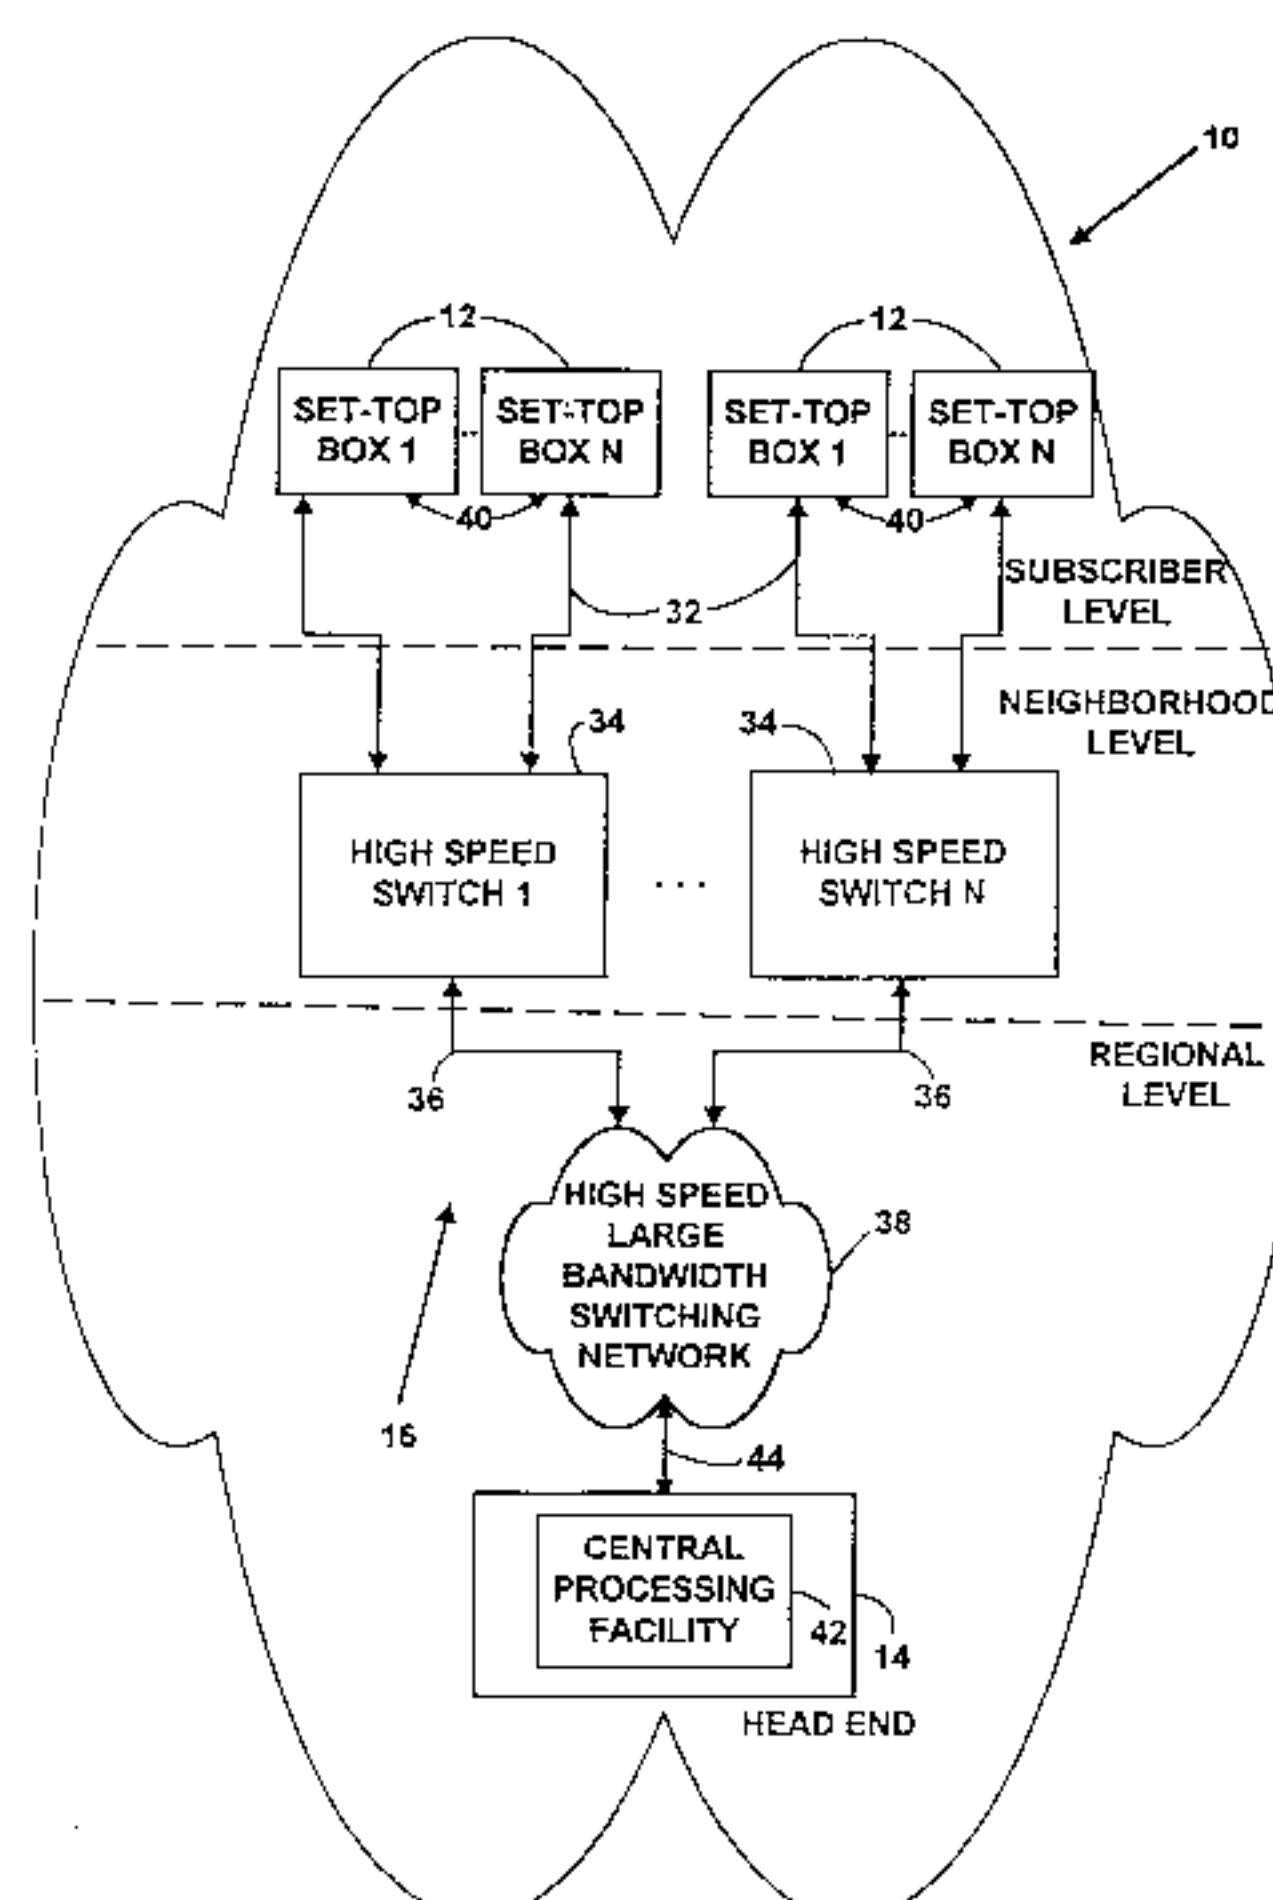 10
12
12
SET-TOP
BOX 1
SET-TOP
BOX N
SET-TOP
BOX 1
SET-TOP
BOX N
40
40
32
SUBSCRIBER
LEVEL
NEIGHBORHOOD
LEVEL
34
34
HIGH SPEED
SWITCH 1
...
HIGH SPEED
SWITCH N
REGIONAL
LEVEL
36
36
HIGH SPEED
LARGE
BANDWIDTH
SWITCHING
NETWORK
38
16
44
CENTRAL
PROCESSING
FACILITY
42
14
HEAD END